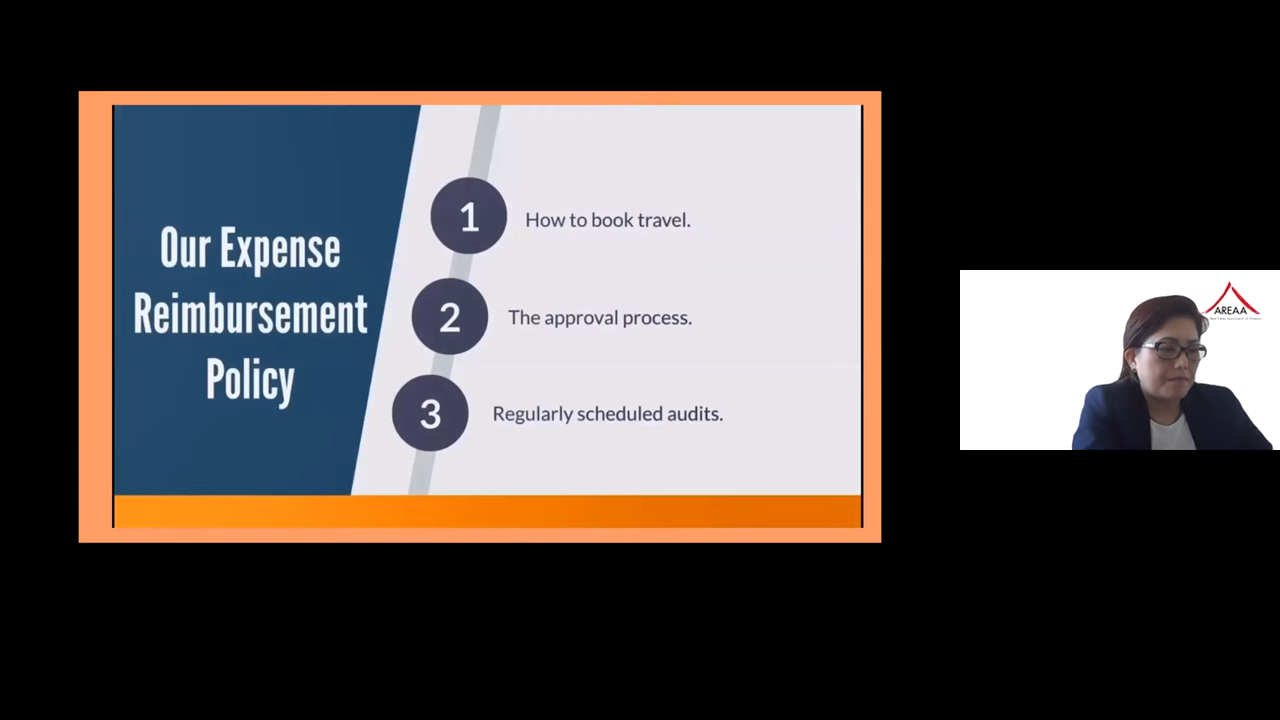 Our Expense
Reimbursement
Policy
1
How to book travel.
2
The approval process.
3
Regularly scheduled audits.
AREAA